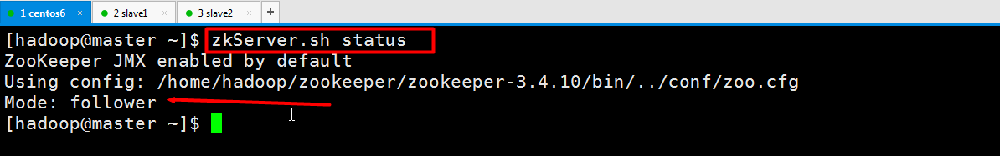 1 centos6 × 2 slave1 × 3 slave2 × +
[hadoop@master ~]$ zkServer.sh status
ZooKeeper JMX enabled by default
Using config: /home/hadoop/zookeeper/zookeeper-3.4.10/bin/../conf/zoo.cfg
Mode: follower
[hadoop@master ~]$